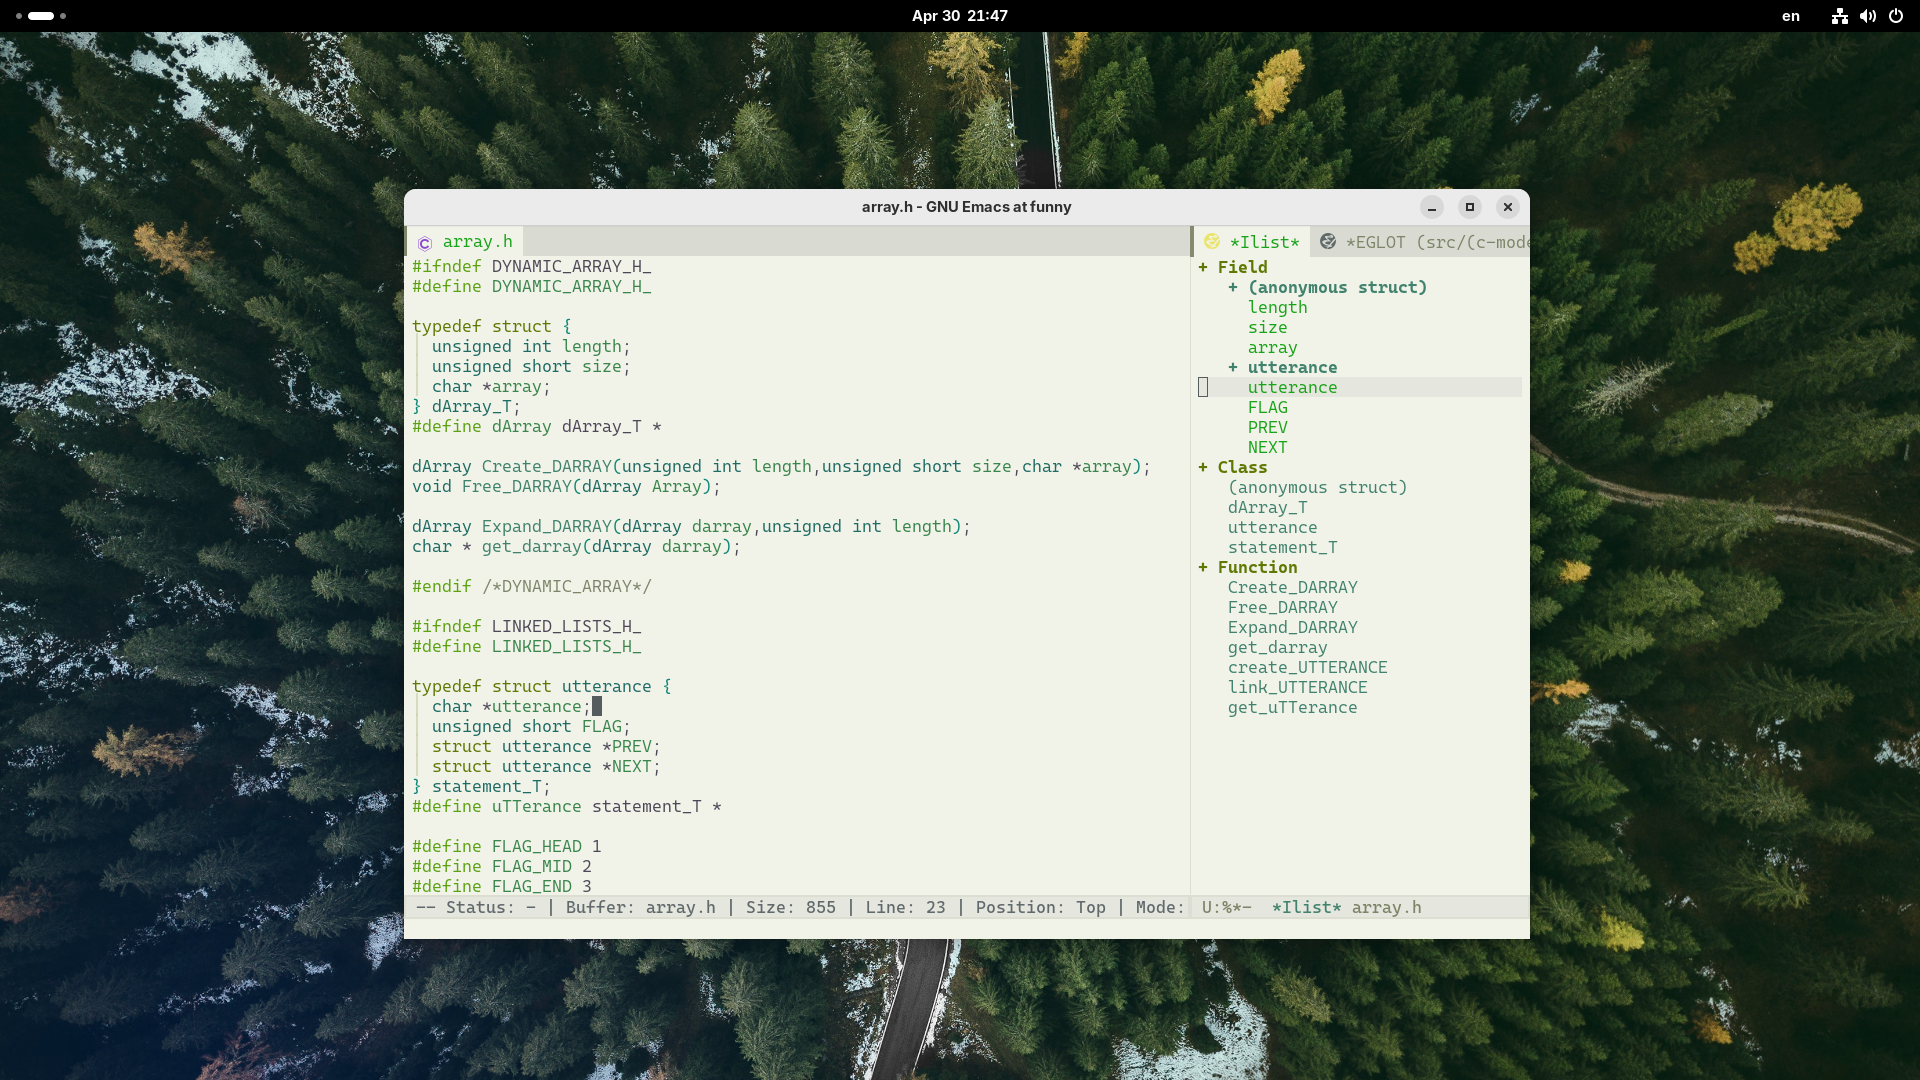 Apr 30 21:47
en
array.h - GNU Emacs at funny
array.h
#ifndef DYNAMIC_ARRAY_H_
#define DYNAMIC_ARRAY_H_
typedef struct {
unsigned int length;
unsigned short size;
char *array;
} dArray_T;
#define dArray dArray_T *
dArray Create_DARRAY(unsigned int length,unsigned short size,char *array);
void Free_DARRAY(dArray Array);
dArray Expand_DARRAY(dArray darray,unsigned int length);
char * get_darray(dArray darray);
#endif /*DYNAMIC_ARRAY*/
#ifndef LINKED_LISTS_H_
#define LINKED_LISTS_H_
typedef struct utterance {
char *utterance;
unsigned short FLAG;
struct utterance *PREV;
struct utterance *NEXT;
} statement_T;
#define uTTerance statement_T *
#define FLAG_HEAD 1
#define FLAG_MID 2
#define FLAG_END 3
-- Status: - | Buffer: array.h | Size: 855 | Line: 23 | Position: Top | Mode:
*Ilist* *EGLOT (src/(c-mode
+ Field
+ (anonymous struct)
length
size
array
+ utterance
utterance
FLAG
PREV
NEXT
+ Class
(anonymous struct)
dArray_T
utterance
statement_T
+ Function
Create_DARRAY
Free_DARRAY
Expand_DARRAY
get_darray
create_UTTERANCE
link_UTTERANCE
get_uTTerance
U:%*- *Ilist* array.h